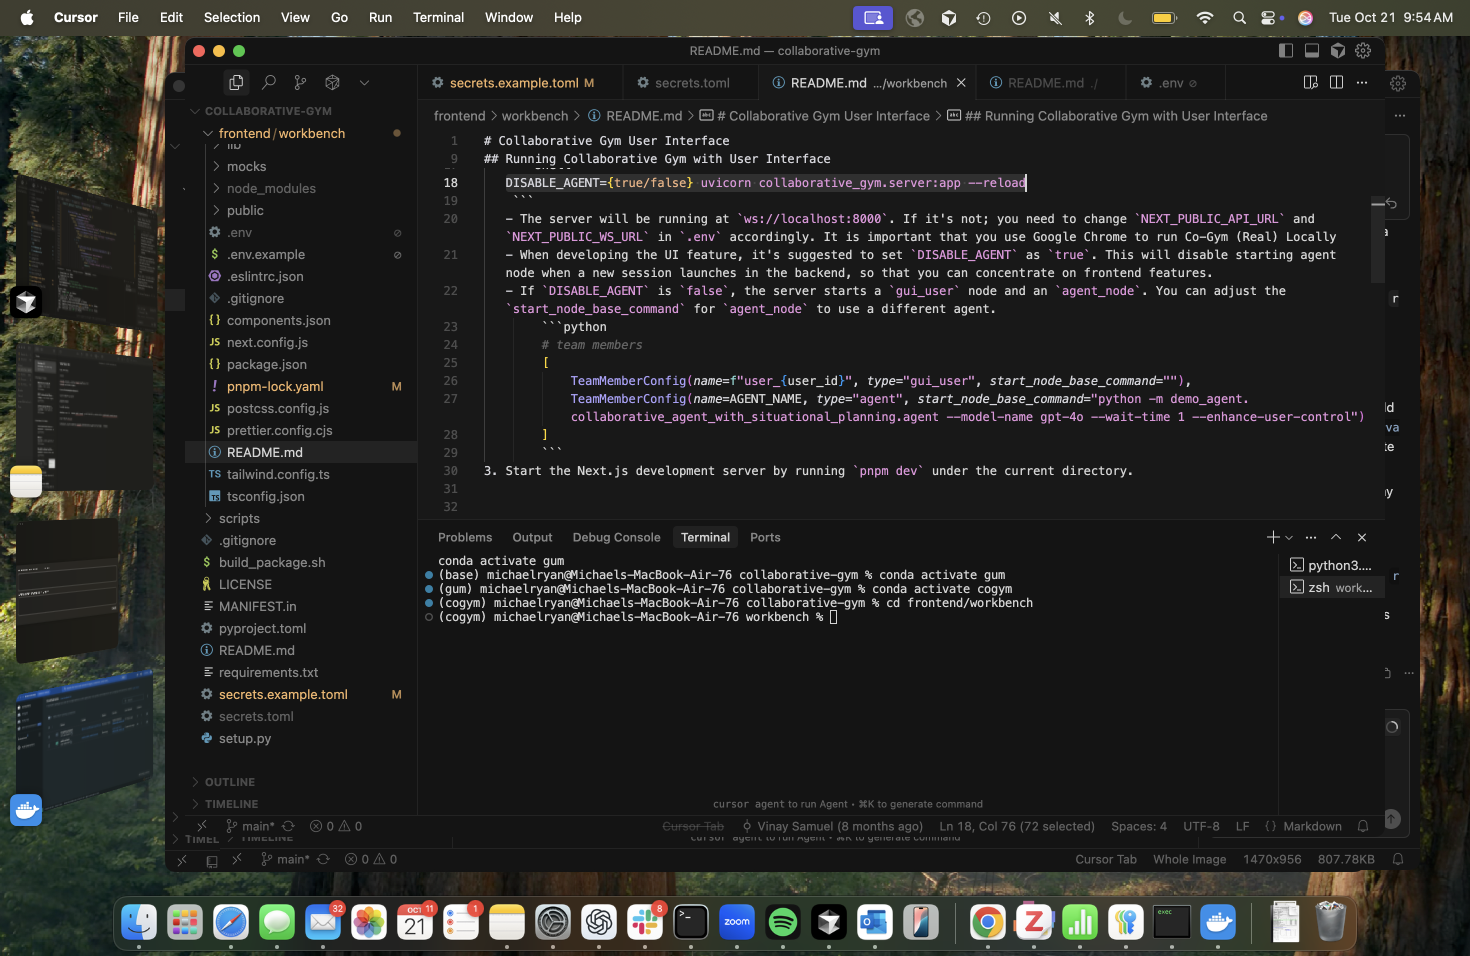 Cursor File Edit Selection View Go Run Terminal Window Help
Tue Oct 21 9:54 AM
README.md — collaborative-gym
secrets.example.toml M
secrets.toml
README.md .../workbench
README.md ./
.env
COLLABORATIVE-GYM
frontend/workbench
lib
mocks
node_modules
public
.env
.env.example
.eslintrc.json
.gitignore
components.json
next.config.js
package.json
pnpm-lock.yaml M
postcss.config.js
prettier.config.cjs
README.md
tailwind.config.ts
tsconfig.json
scripts
.gitignore
build_package.sh
LICENSE
MANIFEST.in
pyproject.toml
README.md
requirements.txt
secrets.example.toml M
secrets.toml
setup.py
OUTLINE
TIMELINE
frontend > workbench > README.md > # Collaborative Gym User Interface > ## Running Collaborative Gym with User Interface
1 # Collaborative Gym User Interface
9 ## Running Collaborative Gym with User Interface
18 DISABLE_AGENT={true/false} uvicorn collaborative_gym.server:app --reload
19 ```
20 - The server will be running at `ws://localhost:8000`. If it's not; you need to change `NEXT_PUBLIC_API_URL` and
`NEXT_PUBLIC_WS_URL` in `.env` accordingly. It is important that you use Google Chrome to run Co-Gym (Real) Locally
21 - When developing the UI feature, it's suggested to set `DISABLE_AGENT` as `true`. This will disable starting agent
node when a new session launches in the backend, so that you can concentrate on frontend features.
22 - If `DISABLE_AGENT` is `false`, the server starts a `gui_user` node and an `agent_node`. You can adjust the
`start_node_base_command` for `agent_node` to use a different agent.
23 ```python
24 # team members
25 [
26 TeamMemberConfig(name=f"user_{user_id}", type="gui_user", start_node_base_command=""),
27 TeamMemberConfig(name=AGENT_NAME, type="agent", start_node_base_command="python -m demo_agent.
collaborative_agent_with_situational_planning.agent --model-name gpt-4o --wait-time 1 --enhance-user-control")
28 ]
29 ```
30 3. Start the Next.js development server by running `pnpm dev` under the current directory.
31
32
Problems Output Debug Console Terminal Ports
conda activate gum
(base) michaelryan@Michaels-MacBook-Air-76 collaborative-gym % conda activate gum
(gum) michaelryan@Michaels-MacBook-Air-76 collaborative-gym % conda activate cogym
(cogym) michaelryan@Michaels-MacBook-Air-76 collaborative-gym % cd frontend/workbench
(cogym) michaelryan@Michaels-MacBook-Air-76 workbench %
python3....
zsh work...
cursor agent to run Agent • ⌘K to generate command
main* 0 0
Cursor Tab Vinay Samuel (8 months ago) Ln 18, Col 76 (72 selected) Spaces: 4 UTF-8 LF {} Markdown
TIMEL TIMELINE
cursor agent to run Agent • ⌘K to generate command
main* 0 0
Cursor Tab Whole Image 1470x956 807.78KB
32
OCT 11
21
1
8
zoom
exec